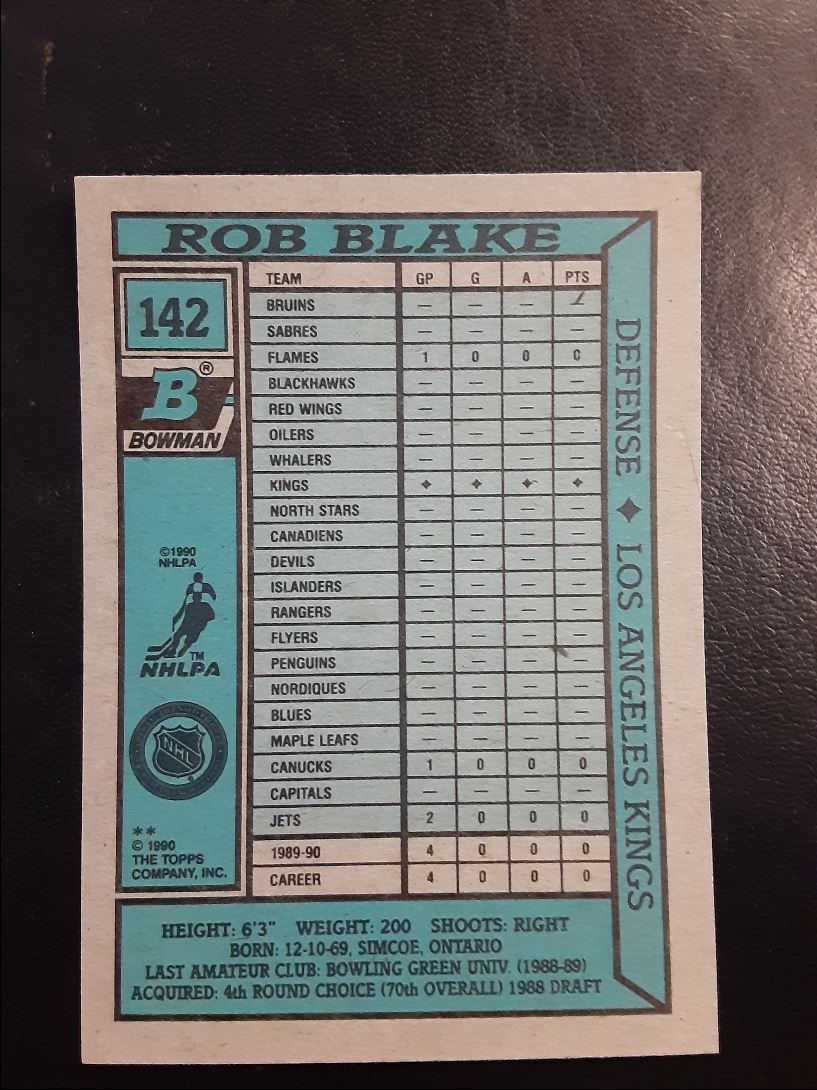 ROB BLAKE
142
B®
BOWMAN
©1990
NHLPA
TM
NHLPA
NHL
**
© 1990
THE TOPPS
COMPANY, INC.
TEAM GP G A PTS
BRUINS — — — —
SABRES — — — —
FLAMES 1 0 0 0
BLACKHAWKS — — — —
RED WINGS — — — —
OILERS — — — —
WHALERS — — — —
KINGS ✦ ✦ ✦ ✦
NORTH STARS — — — —
CANADIENS — — — —
DEVILS — — — —
ISLANDERS — — — —
RANGERS — — — —
FLYERS — — — —
PENGUINS — — — —
NORDIQUES — — — —
BLUES — — — —
MAPLE LEAFS — — — —
CANUCKS 1 0 0 0
CAPITALS — — — —
JETS 2 0 0 0
1989-90 4 0 0 0
CAREER 4 0 0 0
DEFENSE ✦ LOS ANGELES KINGS
HEIGHT: 6'3" WEIGHT: 200 SHOOTS: RIGHT
BORN: 12-10-69, SIMCOE, ONTARIO
LAST AMATEUR CLUB: BOWLING GREEN UNIV. (1988-89)
ACQUIRED: 4th ROUND CHOICE (70th OVERALL) 1988 DRAFT